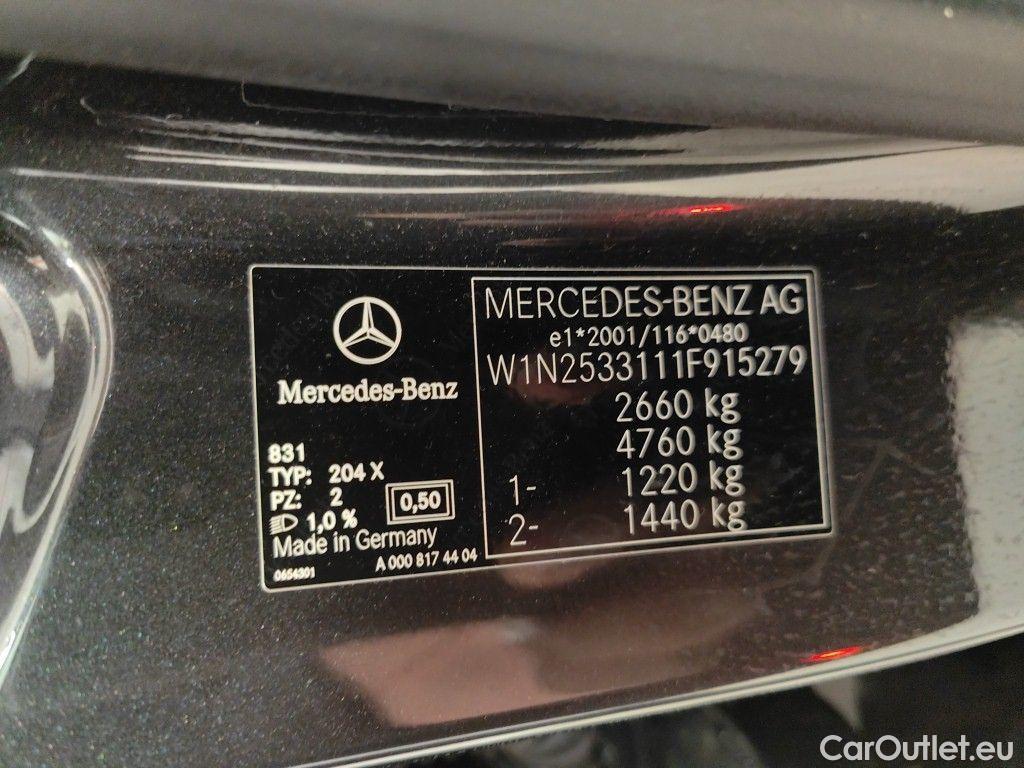 Mercedes-Benz
831
TYP: 204 X
PZ: 2
1,0 %
0,50
Made in Germany
0654301
A 000 817 44 04
MERCEDES-BENZ AG
e1*2001/116*0480
W1N2533111F915279
2660 kg
4760 kg
1- 1220 kg
2- 1440 kg
CarOutlet.eu